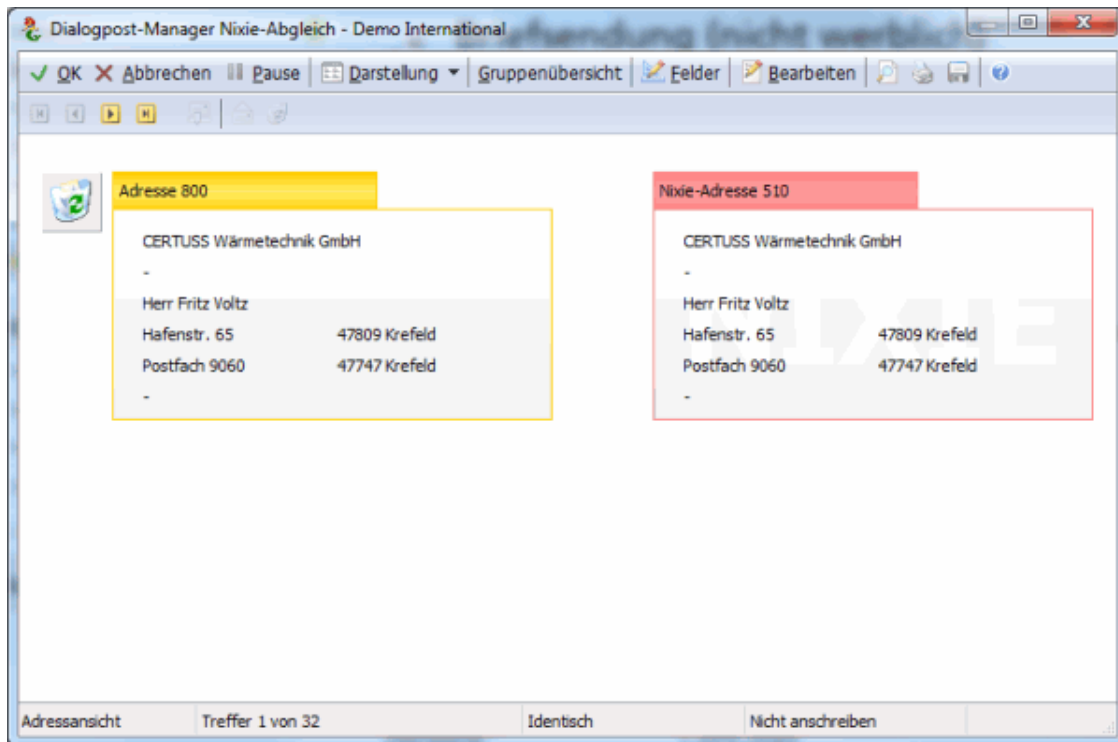 Dialogpost-Manager Nixie-Abgleich - Demo International
OK Abbrechen Pause Darstellung Gruppenübersicht Felder Bearbeiten
Adresse 800
CERTUSS Wärmetechnik GmbH
-
Herr Fritz Voltz
Hafenstr. 65 47809 Krefeld
Postfach 9060 47747 Krefeld
-
Nixie-Adresse 510
CERTUSS Wärmetechnik GmbH
-
Herr Fritz Voltz
Hafenstr. 65 47809 Krefeld
Postfach 9060 47747 Krefeld
-
NIXIE
Adressansicht Treffer 1 von 32 Identisch Nicht anschreiben